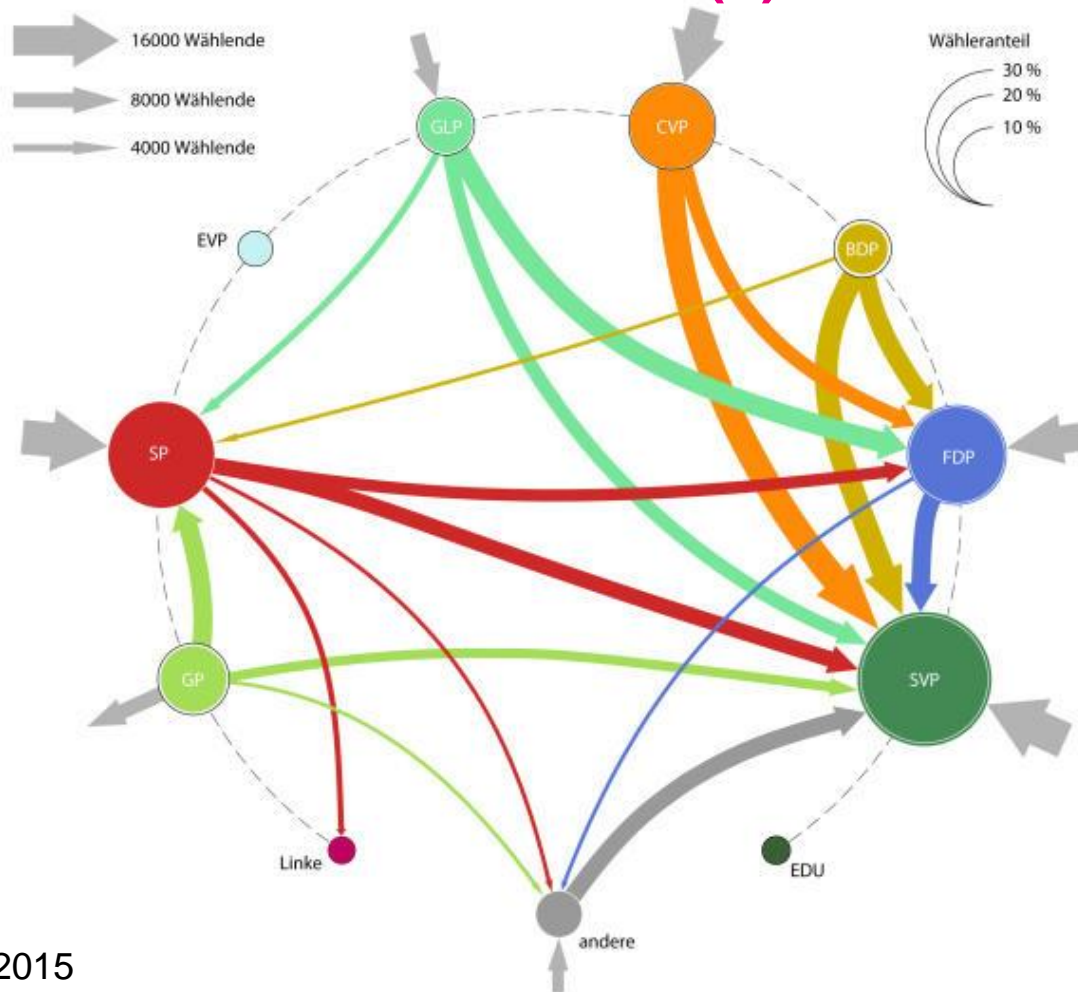 16000 Wählende
8000 Wählende
4000 Wählende
Wähleranteil
30 %
20 %
10 %
GLP
CVP
EVP
BDP
SP
FDP
GP
SVP
Linke
EDU
andere
2015